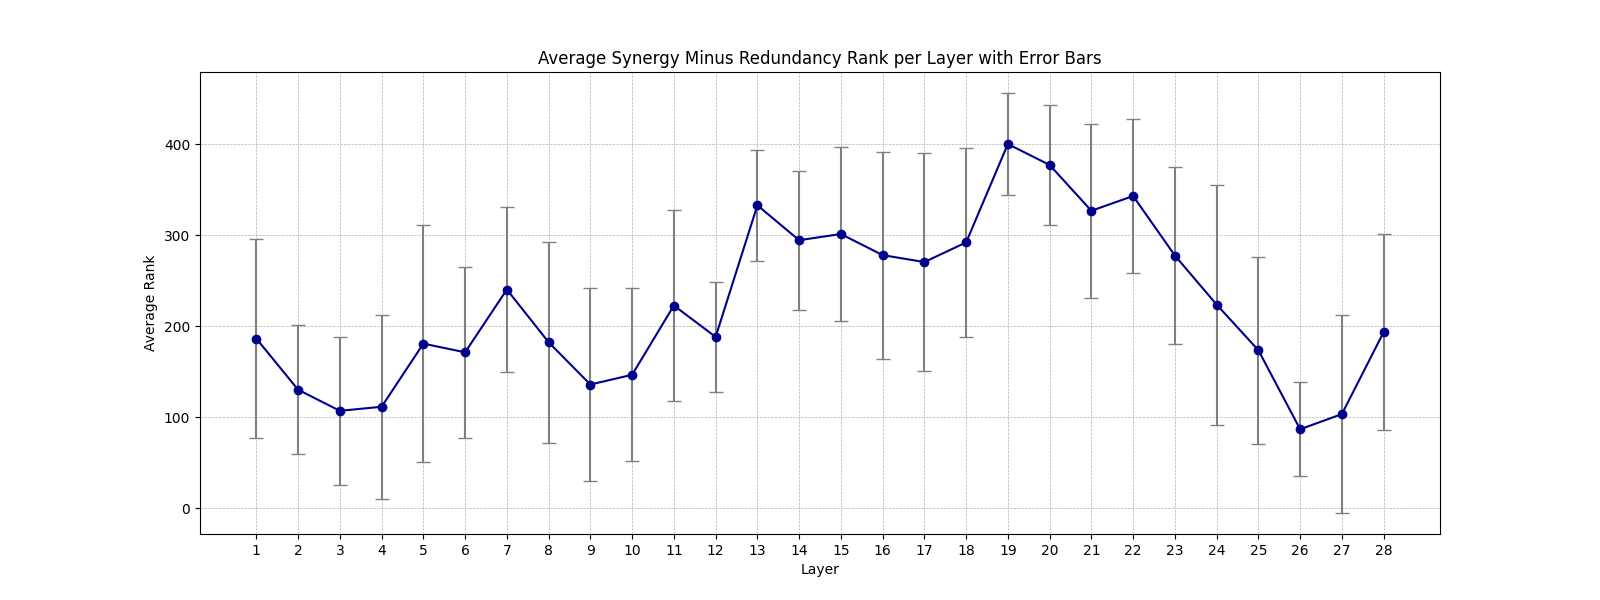 Average Synergy Minus Redundancy Rank per Layer with Error Bars
Average Rank
400
300
200
100
0
1 2 3 4 5 6 7 8 9 10 11 12 13 14 15 16 17 18 19 20 21 22 23 24 25 26 27 28
Layer